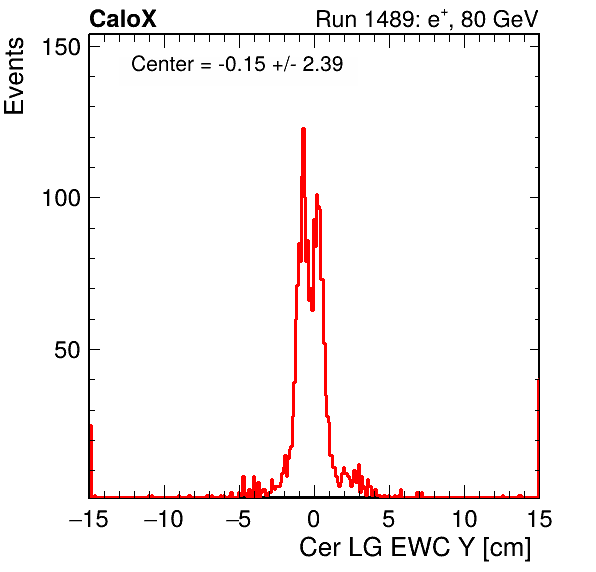 CaloX Run 1489: e+, 80 GeV
Center = -0.15 +/- 2.39
Events
150
100
50
−15 −10 −5 0 5 10 15
Cer LG EWC Y [cm]